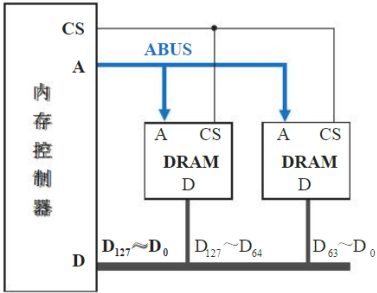 CS
ABUS
A
内存控制器
A CS
DRAM
D
A CS
DRAM
D
D
D₁₂₇≈D₀
D₁₂₇～D₆₄
D₆₃～D₀